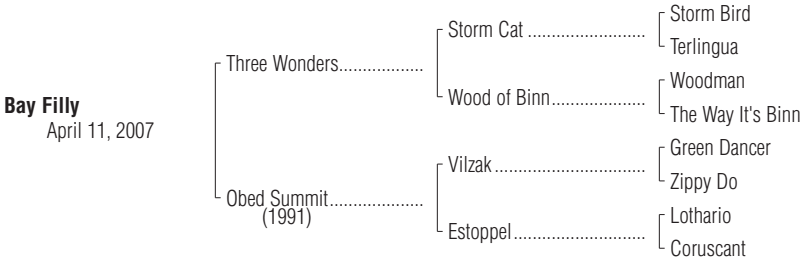 Storm Bird
Storm Cat ..........................
Terlingua
Three Wonders..................
Woodman
Wood of Binn.....................
The Way It's Binn
Bay Filly
April 11, 2007
Green Dancer
Vilzak .................................
Zippy Do
Obed Summit....................
(1991)
Lothario
Estoppel.............................
Coruscant